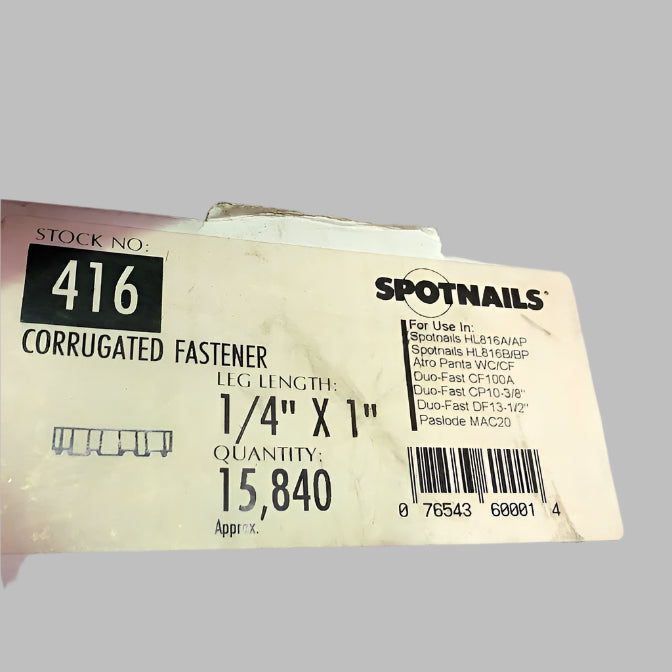 STOCK NO:
416
CORRUGATED FASTENER
LEG LENGTH:
1/4" X 1"
QUANTITY:
15,840
Approx.
SPOTNAILS
For Use In:
Spotnails HL816A/AP
Spotnails HL816B/BP
Atro Panta WC/CF
Duo-Fast CF100A
Duo-Fast CP10-3/8"
Duo-Fast DF13-1/2"
Paslode MAC20
0 76543 60001 4